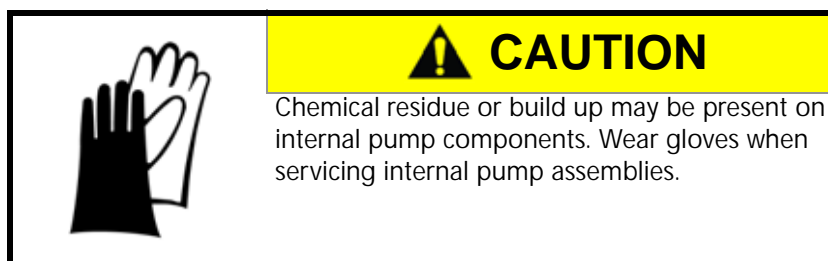 CAUTION
Chemical residue or build up may be present on
internal pump components. Wear gloves when
servicing internal pump assemblies.